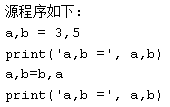 源程序如下：
a,b = 3,5
print('a,b =', a,b)
a,b=b,a
print('a,b =', a,b)